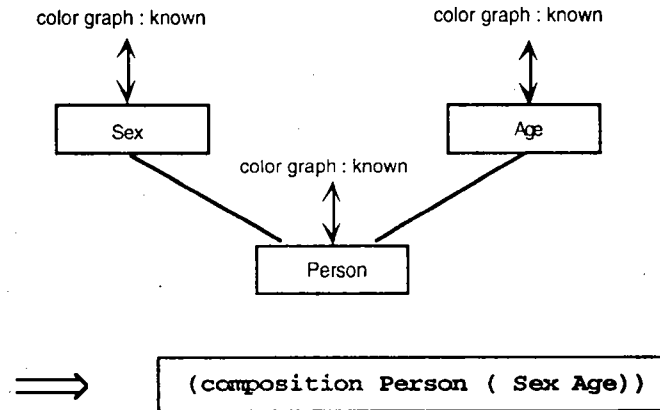 color graph : known
color graph : known
Sex
Age
color graph : known
Person
(composition Person ( Sex Age))